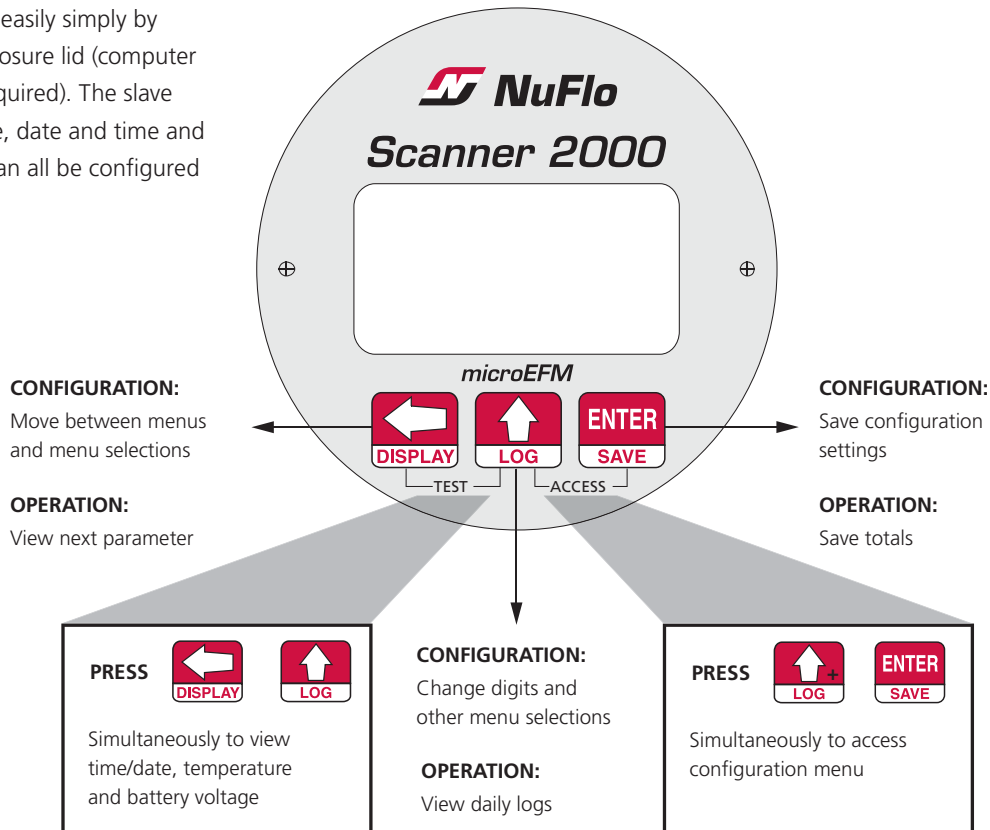 easily simply by
osure lid (computer
quired). The slave
e, date and time and
an all be configured
NuFlo
Scanner 2000
microEFM
DISPLAY
LOG
ENTER
SAVE
TEST
ACCESS
CONFIGURATION:
Move between menus
and menu selections
OPERATION:
View next parameter
CONFIGURATION:
Save configuration
settings
OPERATION:
Save totals
PRESS
DISPLAY
LOG
Simultaneously to view
time/date, temperature
and battery voltage
CONFIGURATION:
Change digits and
other menu selections
OPERATION:
View daily logs
PRESS
+
LOG
ENTER
SAVE
Simultaneously to access
configuration menu